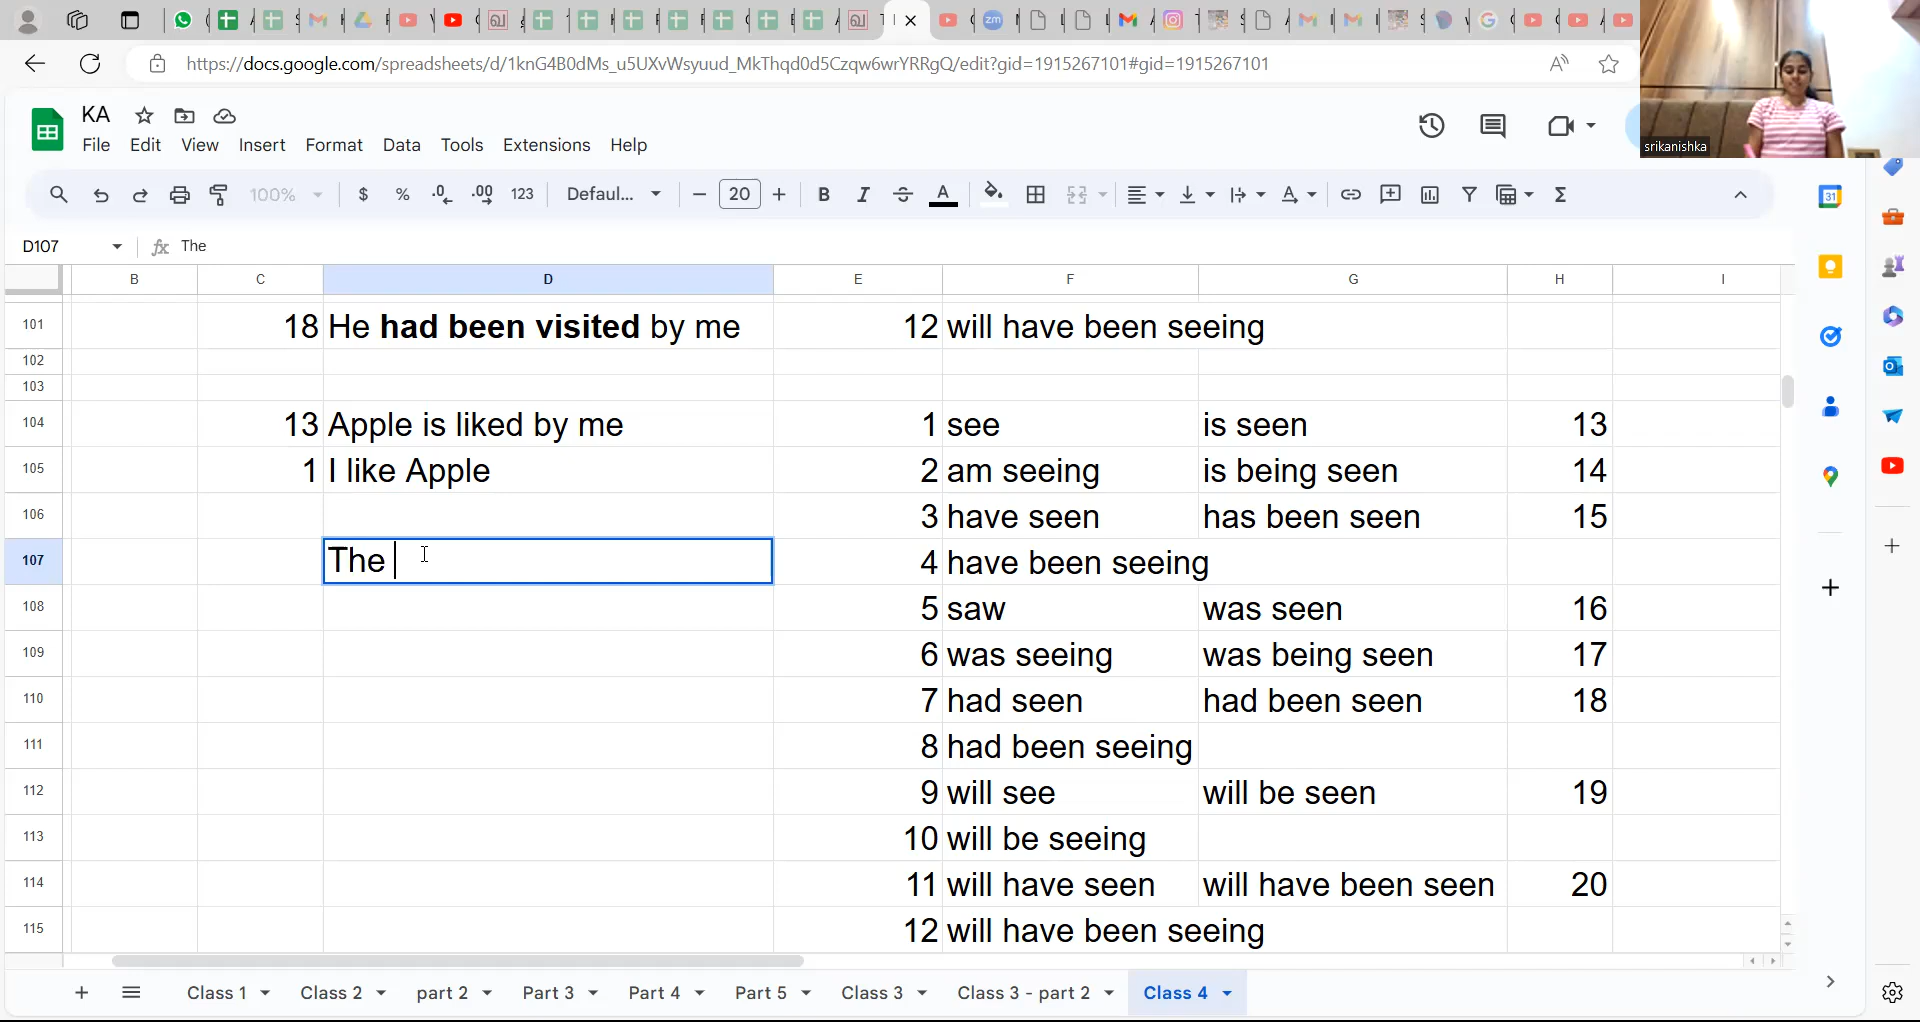 https://docs.google.com/spreadsheets/d/1knG4B0dMs_u5UXvWsyuud_MkThqd0d5Czqw6wrYRRgQ/edit?gid=1915267101#gid=1915267101
srikanishka
KA
File Edit View Insert Format Data Tools Extensions Help
100% $ % .0 .00 123 Defaul... 20 B I A Σ
31
D107 fx The
B C D E F G H I
101 18 He had been visited by me 12 will have been seeing
102
103
104 13 Apple is liked by me 1 see is seen 13
105 1 I like Apple 2 am seeing is being seen 14
106 3 have seen has been seen 15
107 The 4 have been seeing
108 5 saw was seen 16
109 6 was seeing was being seen 17
110 7 had seen had been seen 18
111 8 had been seeing
112 9 will see will be seen 19
113 10 will be seeing
114 11 will have seen will have been seen 20
115 12 will have been seeing
Class 1 Class 2 part 2 Part 3 Part 4 Part 5 Class 3 Class 3 - part 2 Class 4